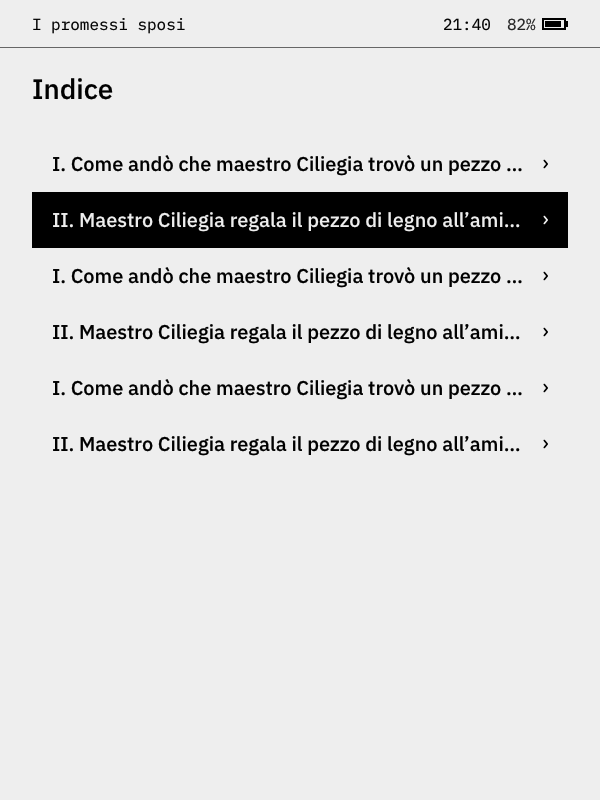 I promessi sposi
21:40 82%
Indice
I. Come andò che maestro Ciliegia trovò un pezzo ... ›
II. Maestro Ciliegia regala il pezzo di legno all’ami... ›
I. Come andò che maestro Ciliegia trovò un pezzo ... ›
II. Maestro Ciliegia regala il pezzo di legno all’ami... ›
I. Come andò che maestro Ciliegia trovò un pezzo ... ›
II. Maestro Ciliegia regala il pezzo di legno all’ami... ›